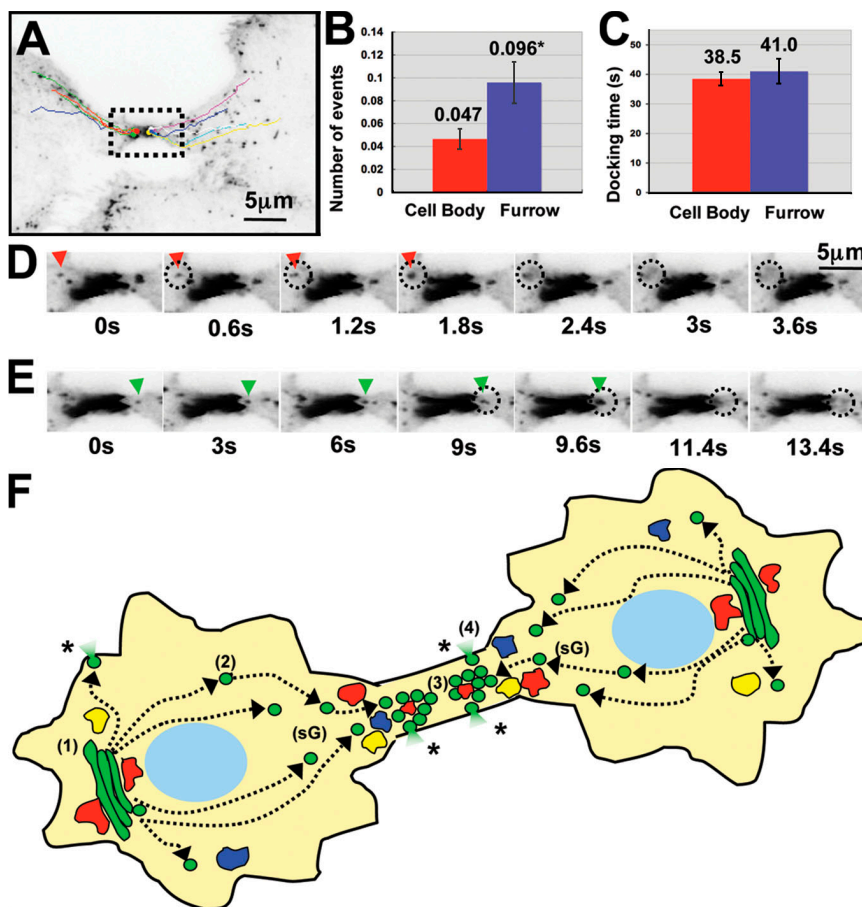 A
5μm
B
Number of events
0.14
0.12
0.1
0.08
0.06
0.04
0.02
0
0.047
0.096*
Cell Body Furrow
C
Docking time (s)
50
40
30
20
10
0
38.5 41.0
Cell Body Furrow
D
5μm
0s 0.6s 1.2s 1.8s 2.4s 3s 3.6s
E
0s 3s 6s 9s 9.6s 11.4s 13.4s
F
*
(2)
(1)
(sG)
(3)
*
(4)
*
*
(sG)